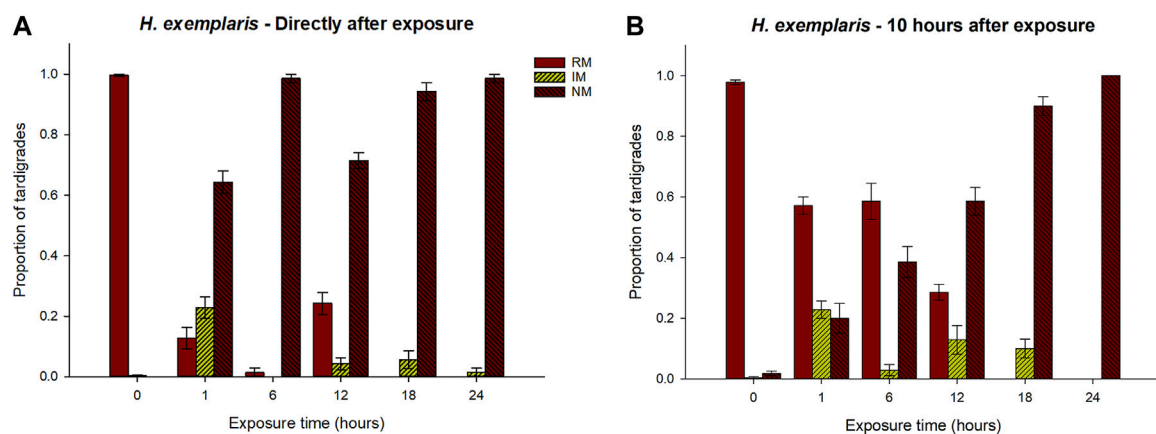 A
H. exemplaris - Directly after exposure
RM
IM
NM
Proportion of tardigrades
1.0
0.8
0.6
0.4
0.2
0.0
0 1 6 12 18 24
Exposure time (hours)
B
H. exemplaris - 10 hours after exposure
Proportion of tardigrades
1.0
0.8
0.6
0.4
0.2
0.0
0 1 6 12 18 24
Exposure time (hours)